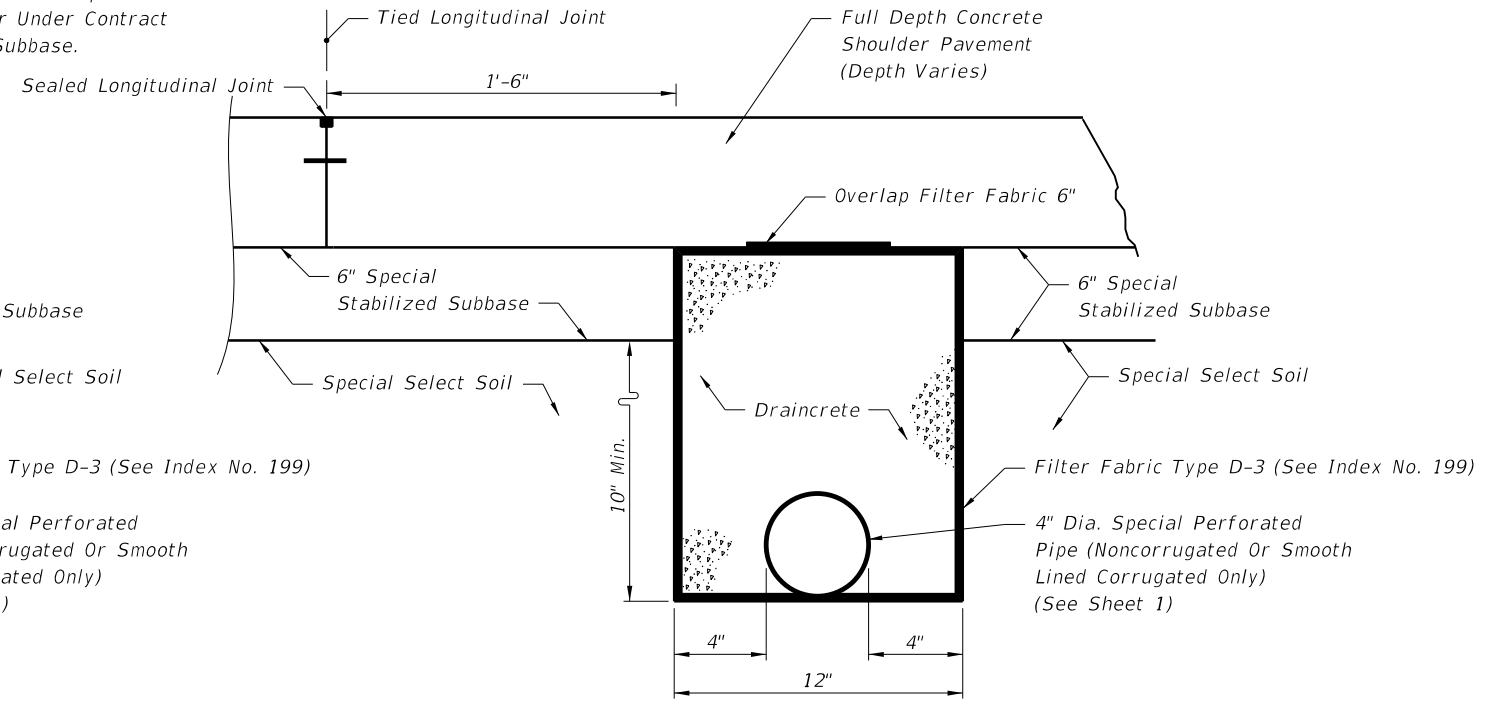 r Under Contract
Subbase.
Tied Longitudinal Joint
Full Depth Concrete
Shoulder Pavement
(Depth Varies)
Sealed Longitudinal Joint
1'-6"
Overlap Filter Fabric 6"
6" Special
Stabilized Subbase
6" Special
Stabilized Subbase
Subbase
Select Soil
Special Select Soil
Special Select Soil
Draincrete
10" Min.
Type D-3 (See Index No. 199)
Filter Fabric Type D-3 (See Index No. 199)
al Perforated
rrugated Or Smooth
ated Only)
)
4" Dia. Special Perforated
Pipe (Noncorrugated Or Smooth
Lined Corrugated Only)
(See Sheet 1)
4"
4"
12"